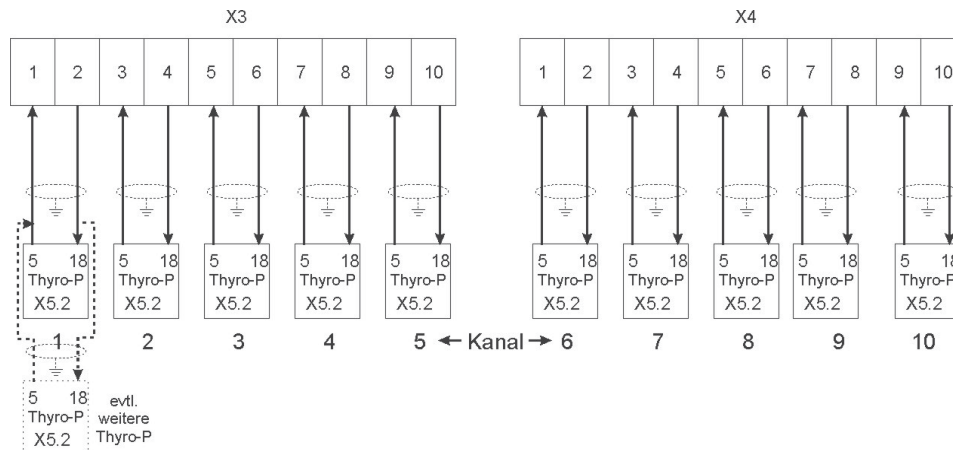 X3 X4
1 2 3 4 5 6 7 8 9 10 1 2 3 4 5 6 7 8 9 10
5 18 5 18 5 18 5 18 5 18 5 18 5 18 5 18 5 18 5 18
Thyro-P Thyro-P Thyro-P Thyro-P Thyro-P Thyro-P Thyro-P Thyro-P Thyro-P Thyro-P
X5.2 X5.2 X5.2 X5.2 X5.2 X5.2 X5.2 X5.2 X5.2 X5.2
1 2 3 4 5 Kanal 6 7 8 9 10
5 18
Thyro-P
X5.2
evtl.
weitere
Thyro-P